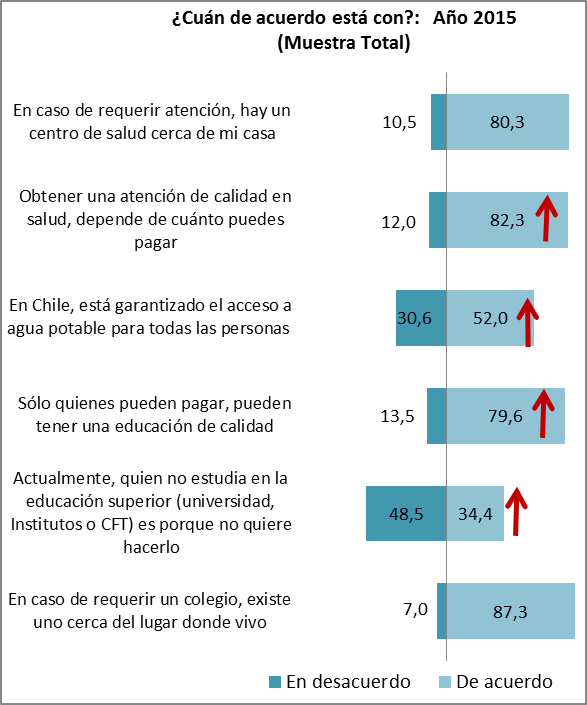 ¿Cuán de acuerdo está con?: Año 2015
(Muestra Total)
En caso de requerir atención, hay un
centro de salud cerca de mi casa
10,5
80,3
Obtener una atención de calidad en
salud, depende de cuánto puedes
pagar
12,0
82,3
En Chile, está garantizado el acceso a
agua potable para todas las personas
30,6
52,0
Sólo quienes pueden pagar, pueden
tener una educación de calidad
13,5
79,6
Actualmente, quien no estudia en la
educación superior (universidad,
Institutos o CFT) es porque no quiere
hacerlo
48,5
34,4
En caso de requerir un colegio, existe
uno cerca del lugar donde vivo
7,0
87,3
En desacuerdo
De acuerdo